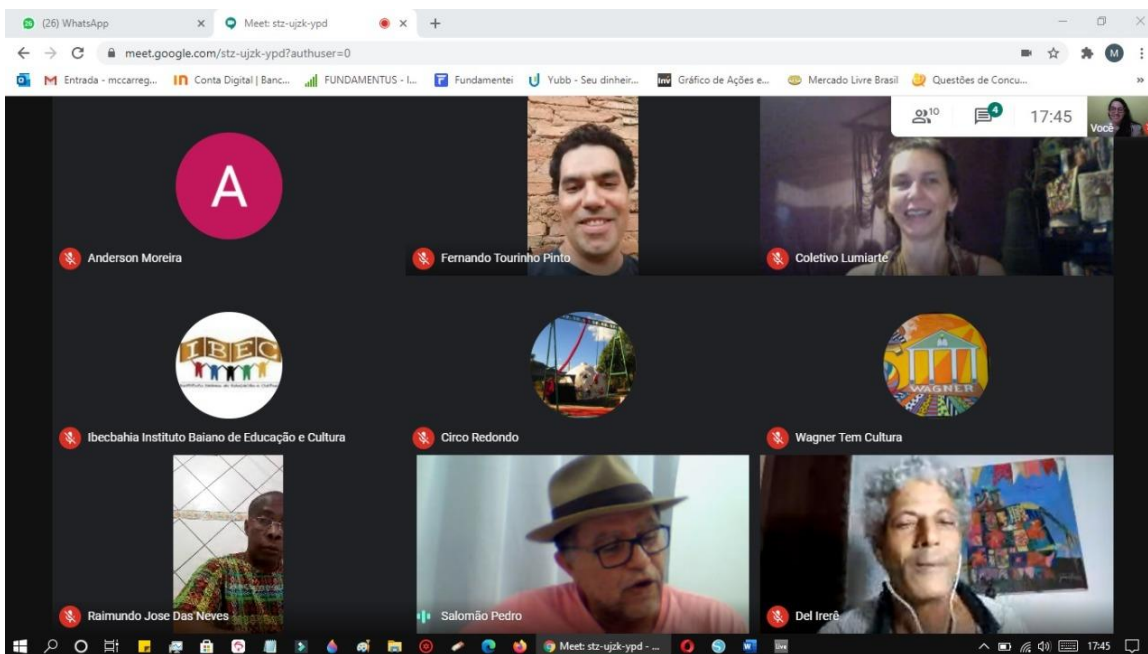 (26) WhatsApp
Meet: stz-ujzk-ypd
meet.google.com/stz-ujzk-ypd?authuser=0
M
Entrada - mccarreg...
Conta Digital | Banc...
FUNDAMENTUS - I...
Fundamentei
Yubb - Seu dinheir...
Inv
Gráfico de Ações e...
Mercado Livre Brasil
Questões de Concu...
»
10
4
17:45
Você
A
Anderson Moreira
Fernando Tourinho Pinto
Coletivo Lumiarte
IBEC
WAGNER
Ibecbahia Instituto Baiano de Educação e Cultura
Circo Redondo
Wagner Tem Cultura
Raimundo Jose Das Neves
Salomão Pedro
Del Irerê
Meet: stz-ujzk-ypd - ...
Live
17:45